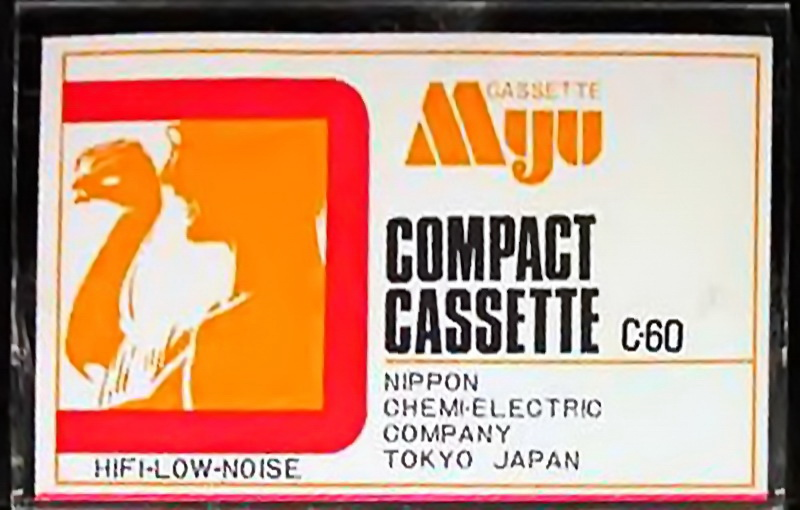 CASSETTE
Myu
COMPACT
CASSETTE C-60
NIPPON
CHEMI-ELECTRIC
COMPANY
TOKYO JAPAN
HIFI-LOW-NOISE